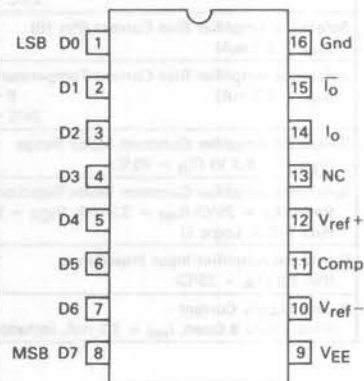 LSB D0 1
D1 2
D2 3
D3 4
D4 5
D5 6
D6 7
MSB D7 8
16 Gnd
15 I̅o
14 Io
13 NC
12 Vref+
11 Comp
10 Vref−
9 VEE